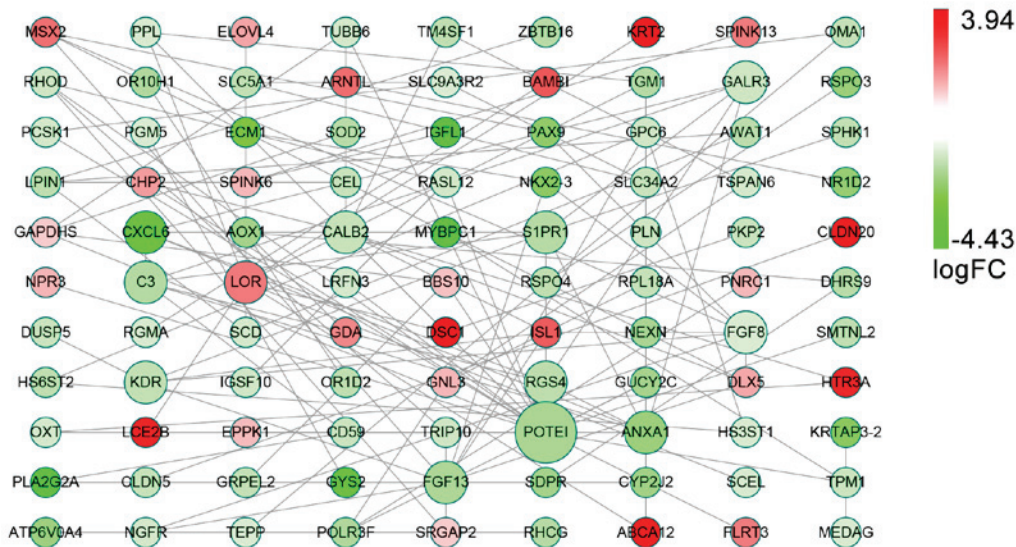 MSX2 PPL ELOVL4 TUBB6 TM4SF1 ZBTB16 KRT2 SPINK13 OMA1
RHOD OR10H1 SLC5A1 ARNTL SLC9A3R2 BAMBI TGM1 GALR3 RSPO3
PCSK1 PGM5 ECM1 SOD2 IGFL1 PAX9 GPC6 AWAT1 SPHK1
LPIN1 CHP2 SPINK6 CEL RASL12 NKX2-3 SLC34A2 TSPAN6 NR1D2
GAPDHS CXCL6 AOX1 CALB2 MYBPC1 S1PR1 PLN PKP2 CLDN20
NPR3 C3 LOR LRFN3 BBS10 RSPO4 RPL18A PNRC1 DHRS9
DUSP5 RGMA SCD GDA DSC1 ISL1 NEXN FGF8 SMTNL2
HS6ST2 KDR IGSF10 OR1D2 GNL3 RGS4 GUCY2C DLX5 HTR3A
OXT LCE2B EPPK1 CD59 TRIP10 POTEI ANXA1 HS3ST1 KRTAP3-2
PLA2G2A CLDN5 GRPEL2 GYS2 FGF13 SDPR CYP2J2 SCEL TPM1
ATP6V0A4 NGFR TEPP POLR3F SRGAP2 RHCG ABCA12 FLRT3 MEDAG
3.94
-4.43
logFC